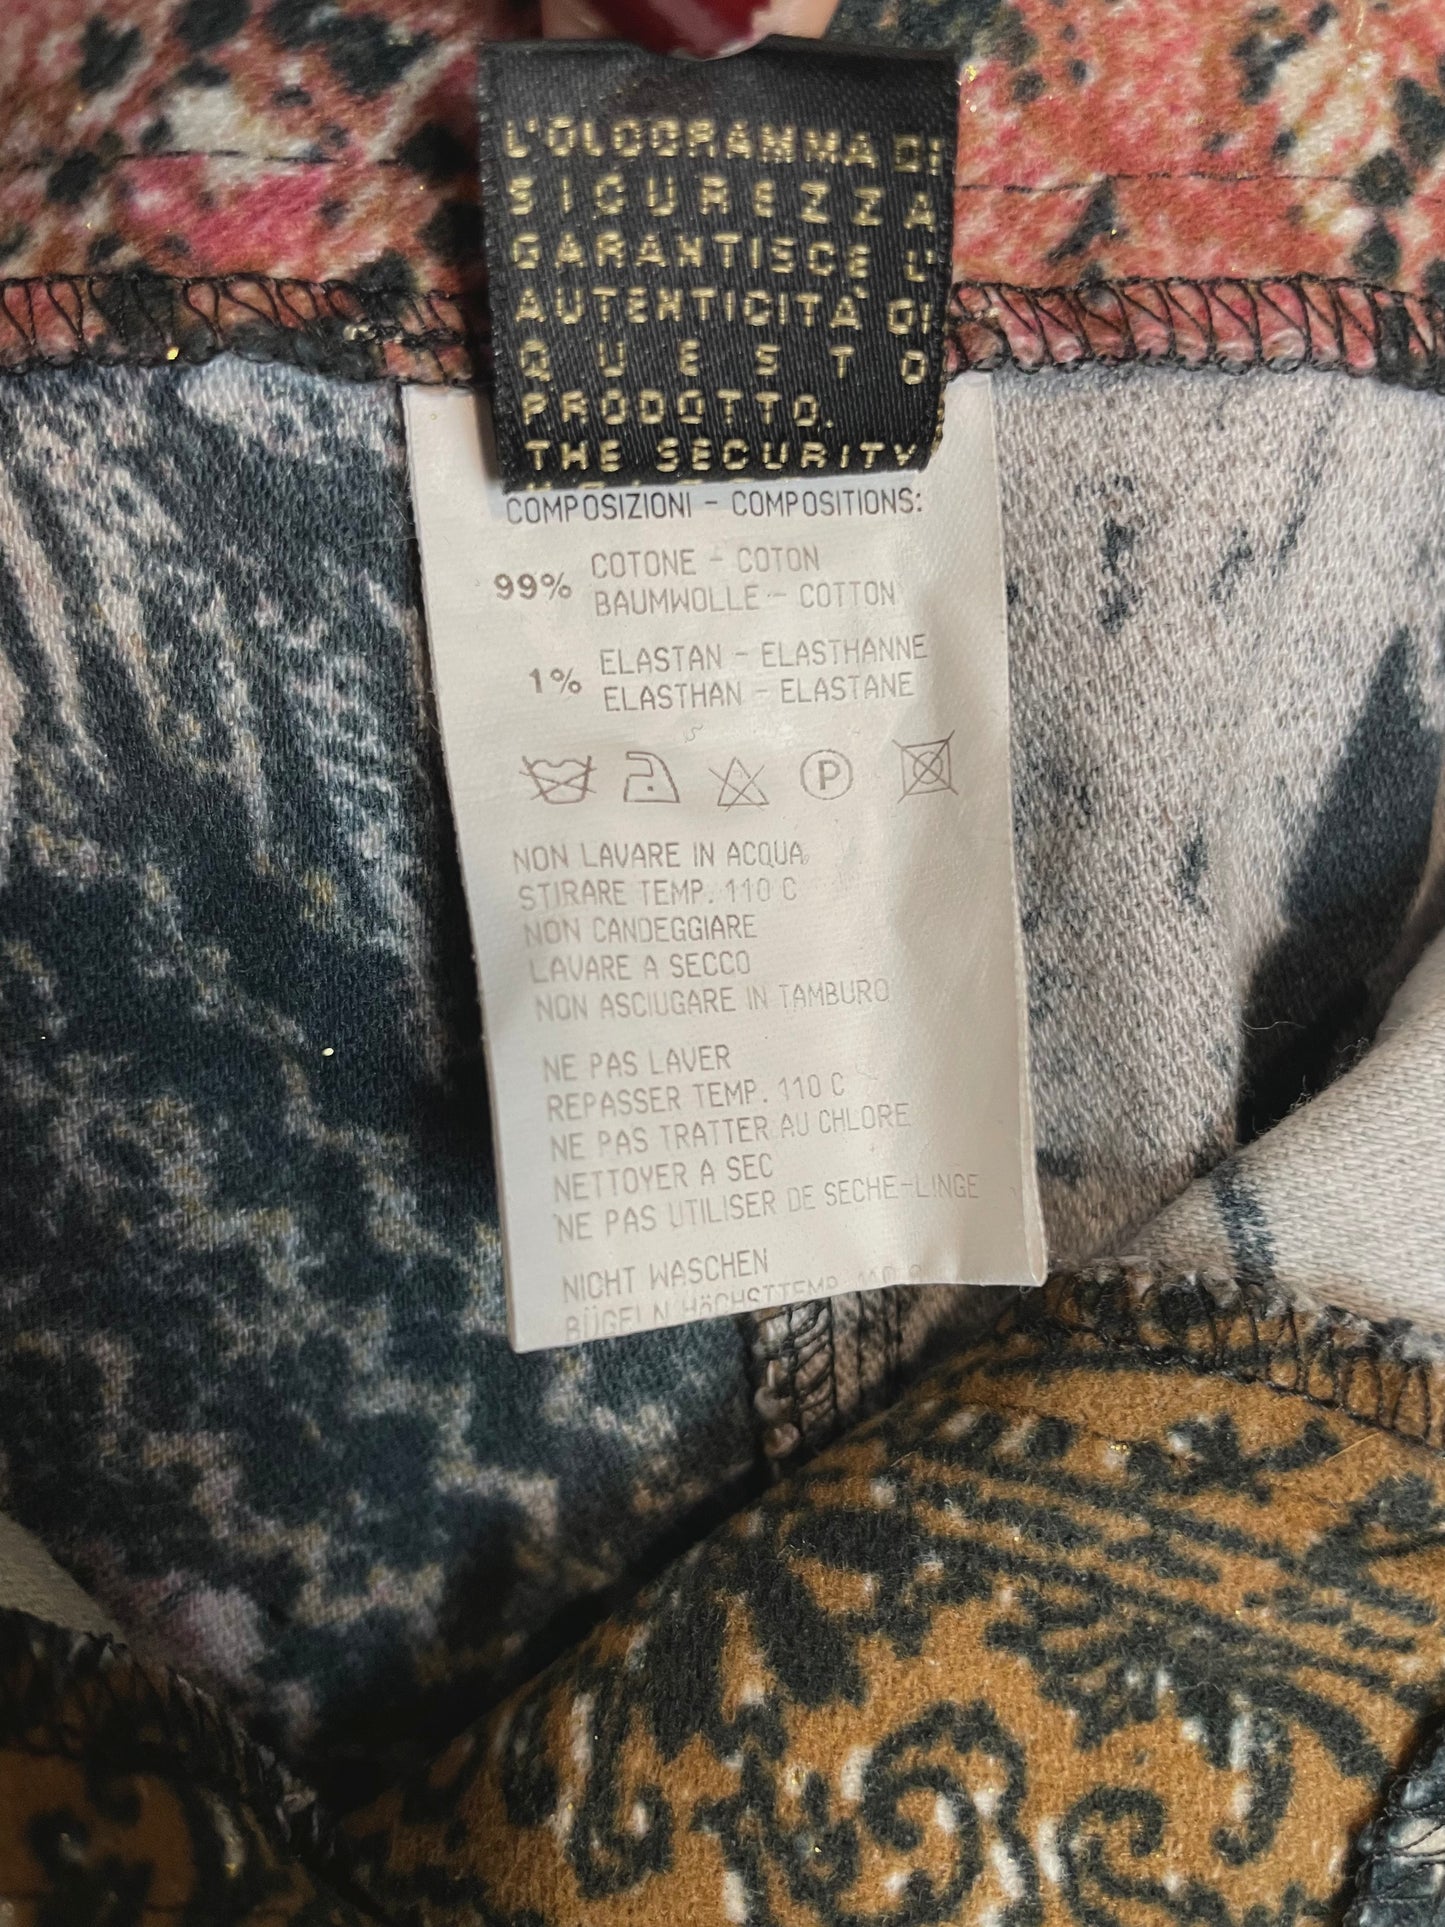 L'OLOGRAMMA DI
SICUREZZA
GARANTISCE L'
AUTENTICITÀ DI
QUESTO
PRODOTTO.
THE SECURITY
COMPOSIZIONI - COMPOSITIONS:
99% COTONE - COTON
BAUMWOLLE - COTTON
1% ELASTAN - ELASTHANNE
ELASTHAN - ELASTANE
P
NON LAVARE IN ACQUA
STIRARE TEMP. 110 C
NON CANDEGGIARE
LAVARE A SECCO
NON ASCIUGARE IN TAMBURO
NE PAS LAVER
REPASSER TEMP. 110 C
NE PAS TRATTER AU CHLORE
NETTOYER A SEC
NE PAS UTILISER DE SECHE-LINGE
NICHT WASCHEN
BÜGELN HÖCHSTTEMP. 110 C